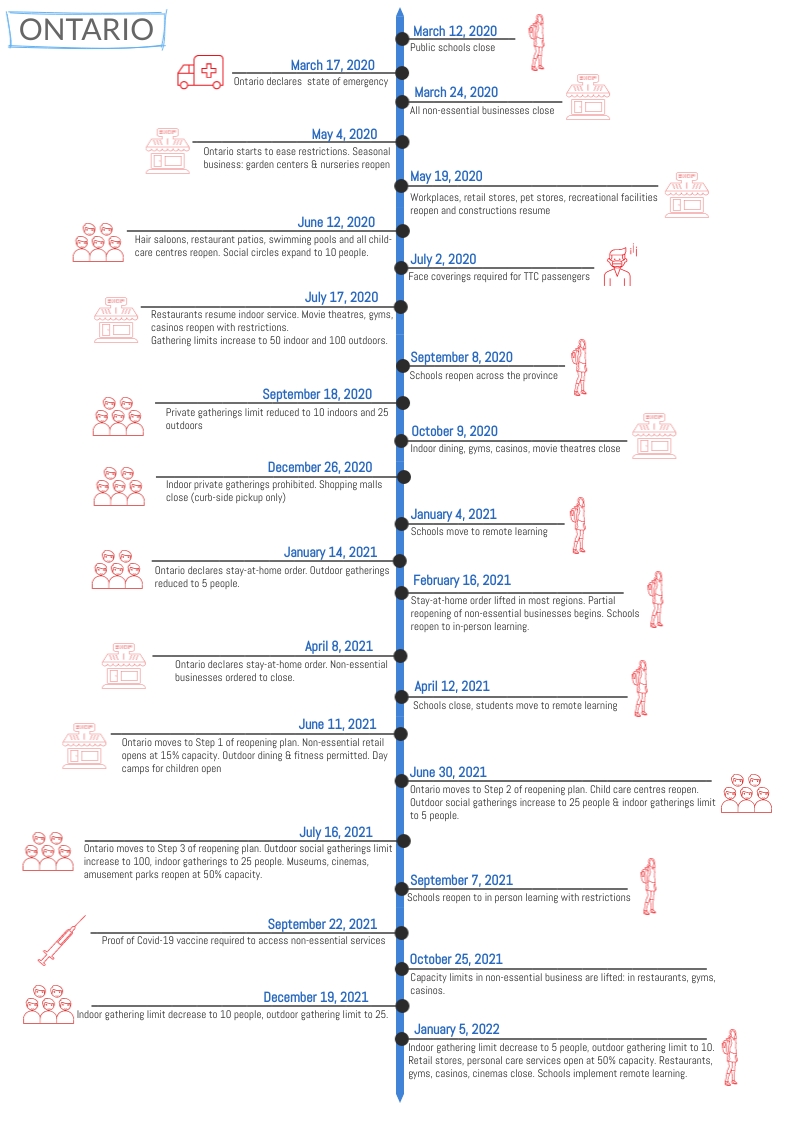 ONTARIO
March 12, 2020
Public schools close
March 17, 2020
Ontario declares state of emergency
March 24, 2020
All non-essential businesses close
May 4, 2020
Ontario starts to ease restrictions. Seasonal
business: garden centers & nurseries reopen
May 19, 2020
Workplaces, retail stores, pet stores, recreational facilities
reopen and constructions resume
June 12, 2020
Hair saloons, restaurant patios, swimming pools and all child-
care centres reopen. Social circles expand to 10 people.
July 2, 2020
Face coverings required for TTC passengers
July 17, 2020
Restaurants resume indoor service. Movie theatres, gyms,
casinos reopen with restrictions.
Gathering limits increase to 50 indoor and 100 outdoors.
September 8, 2020
Schools reopen across the province
September 18, 2020
Private gatherings limit reduced to 10 indoors and 25
outdoors
October 9, 2020
Indoor dining, gyms, casinos, movie theatres close
December 26, 2020
Indoor private gatherings prohibited. Shopping malls
close (curb-side pickup only)
January 4, 2021
Schools move to remote learning
January 14, 2021
Ontario declares stay-at-home order. Outdoor gatherings
reduced to 5 people.
February 16, 2021
Stay-at-home order lifted in most regions. Partial
reopening of non-essential businesses begins. Schools
reopen to in-person learning.
April 8, 2021
Ontario declares stay-at-home order. Non-essential
businesses ordered to close.
April 12, 2021
Schools close, students move to remote learning
June 11, 2021
Ontario moves to Step 1 of reopening plan. Non-essential retail
opens at 15% capacity. Outdoor dining & fitness permitted. Day
camps for children open
June 30, 2021
Ontario moves to Step 2 of reopening plan. Child care centres reopen.
Outdoor social gatherings increase to 25 people & indoor gatherings limit
to 5 people.
July 16, 2021
Ontario moves to Step 3 of reopening plan. Outdoor social gatherings limit
increase to 100, indoor gatherings to 25 people. Museums, cinemas,
amusement parks reopen at 50% capacity.
September 7, 2021
Schools reopen to in person learning with restrictions
September 22, 2021
Proof of Covid-19 vaccine required to access non-essential services
October 25, 2021
Capacity limits in non-essential business are lifted: in restaurants, gyms,
casinos.
December 19, 2021
Indoor gathering limit decrease to 10 people, outdoor gathering limit to 25.
January 5, 2022
Indoor gathering limit decrease to 5 people, outdoor gathering limit to 10.
Retail stores, personal care services open at 50% capacity. Restaurants,
gyms, casinos, cinemas close. Schools implement remote learning.